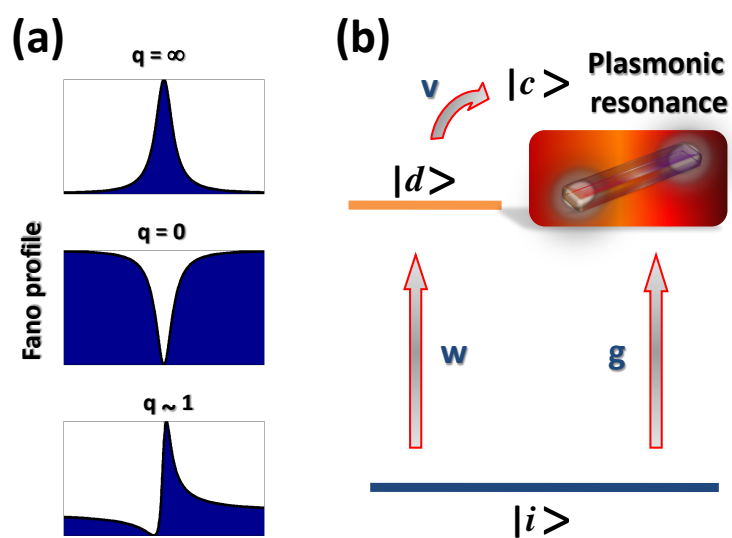 (a)
q = ∞
q = 0
q ~ 1
Fano profile
(b)
v
|c>
Plasmonic
resonance
|d>
w
g
|i>